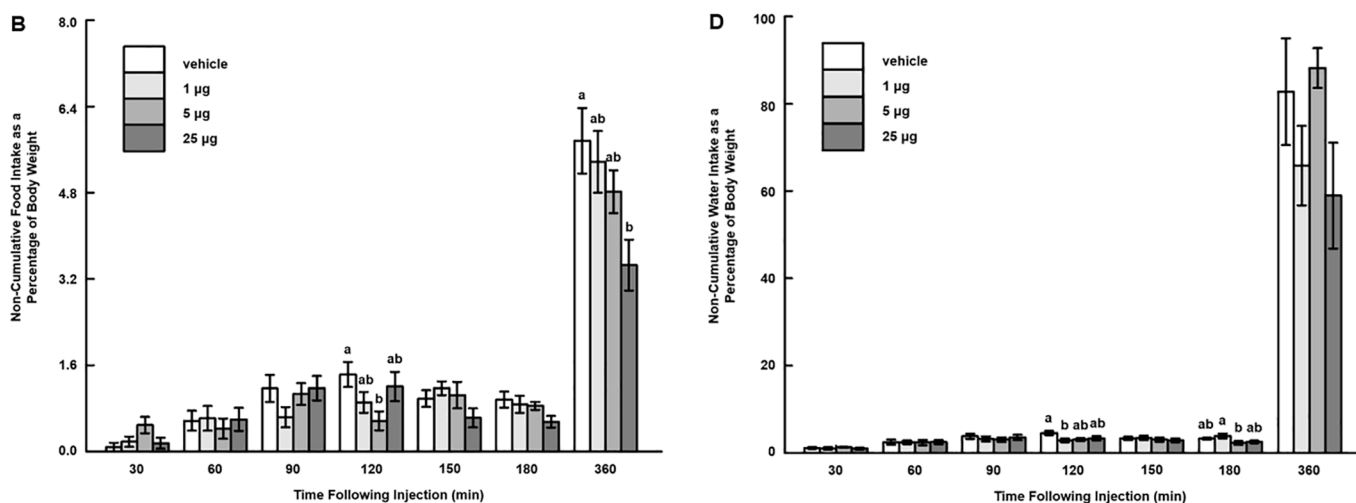 B
Non-Cumulative Food Intake as a
Percentage of Body Weight
8.0
6.4
4.8
3.2
1.6
0.0
vehicle
1 µg
5 µg
25 µg
a
ab
ab
b
a
ab
b
ab
30 60 90 120 150 180 360
Time Following Injection (min)
D
Non-Cumulative Water Intake as a
Percentage of Body Weight
100
80
60
40
20
0
vehicle
1 µg
5 µg
25 µg
a b ab ab
ab a b ab
30 60 90 120 150 180 360
Time Following Injection (min)